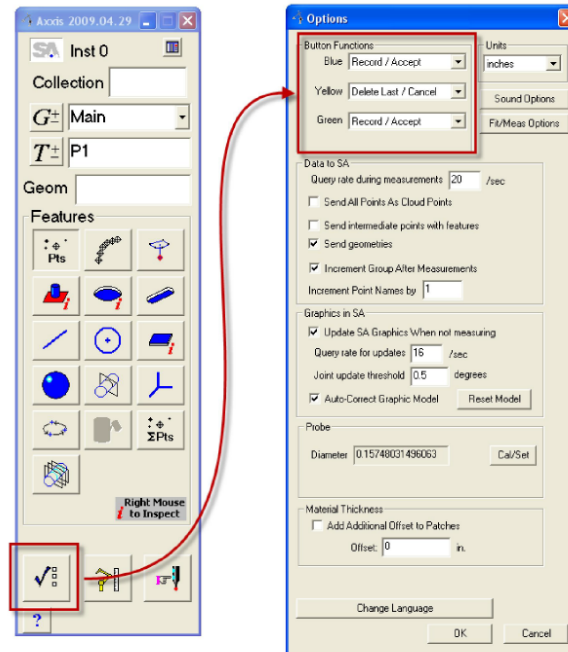 Axxis 2009.04.29
SA Inst 0
Collection
G± Main
T± P1
Geom
Features
Pts
i
i
i
ΣPts
Right Mouse
i to Inspect
?
Options
Button Functions
Blue Record / Accept
Yellow Delete Last / Cancel
Green Record / Accept
Units
inches
Sound Options
Fit/Meas Options
Data to SA
Query rate during measurements 20 /sec
Send All Points As Cloud Points
Send intermediate points with features
Send geometries
Increment Group After Measurements
Increment Point Names by 1
Graphics in SA
Update SA Graphics When not measuring
Query rate for updates 16 /sec
Joint update threshold 0.5 degrees
Auto-Correct Graphic Model Reset Model
Probe
Diameter 0.15748031496063 Cal/Set
Material Thickness
Add Additional Offset to Patches
Offset: 0 in.
Change Language
OK Cancel